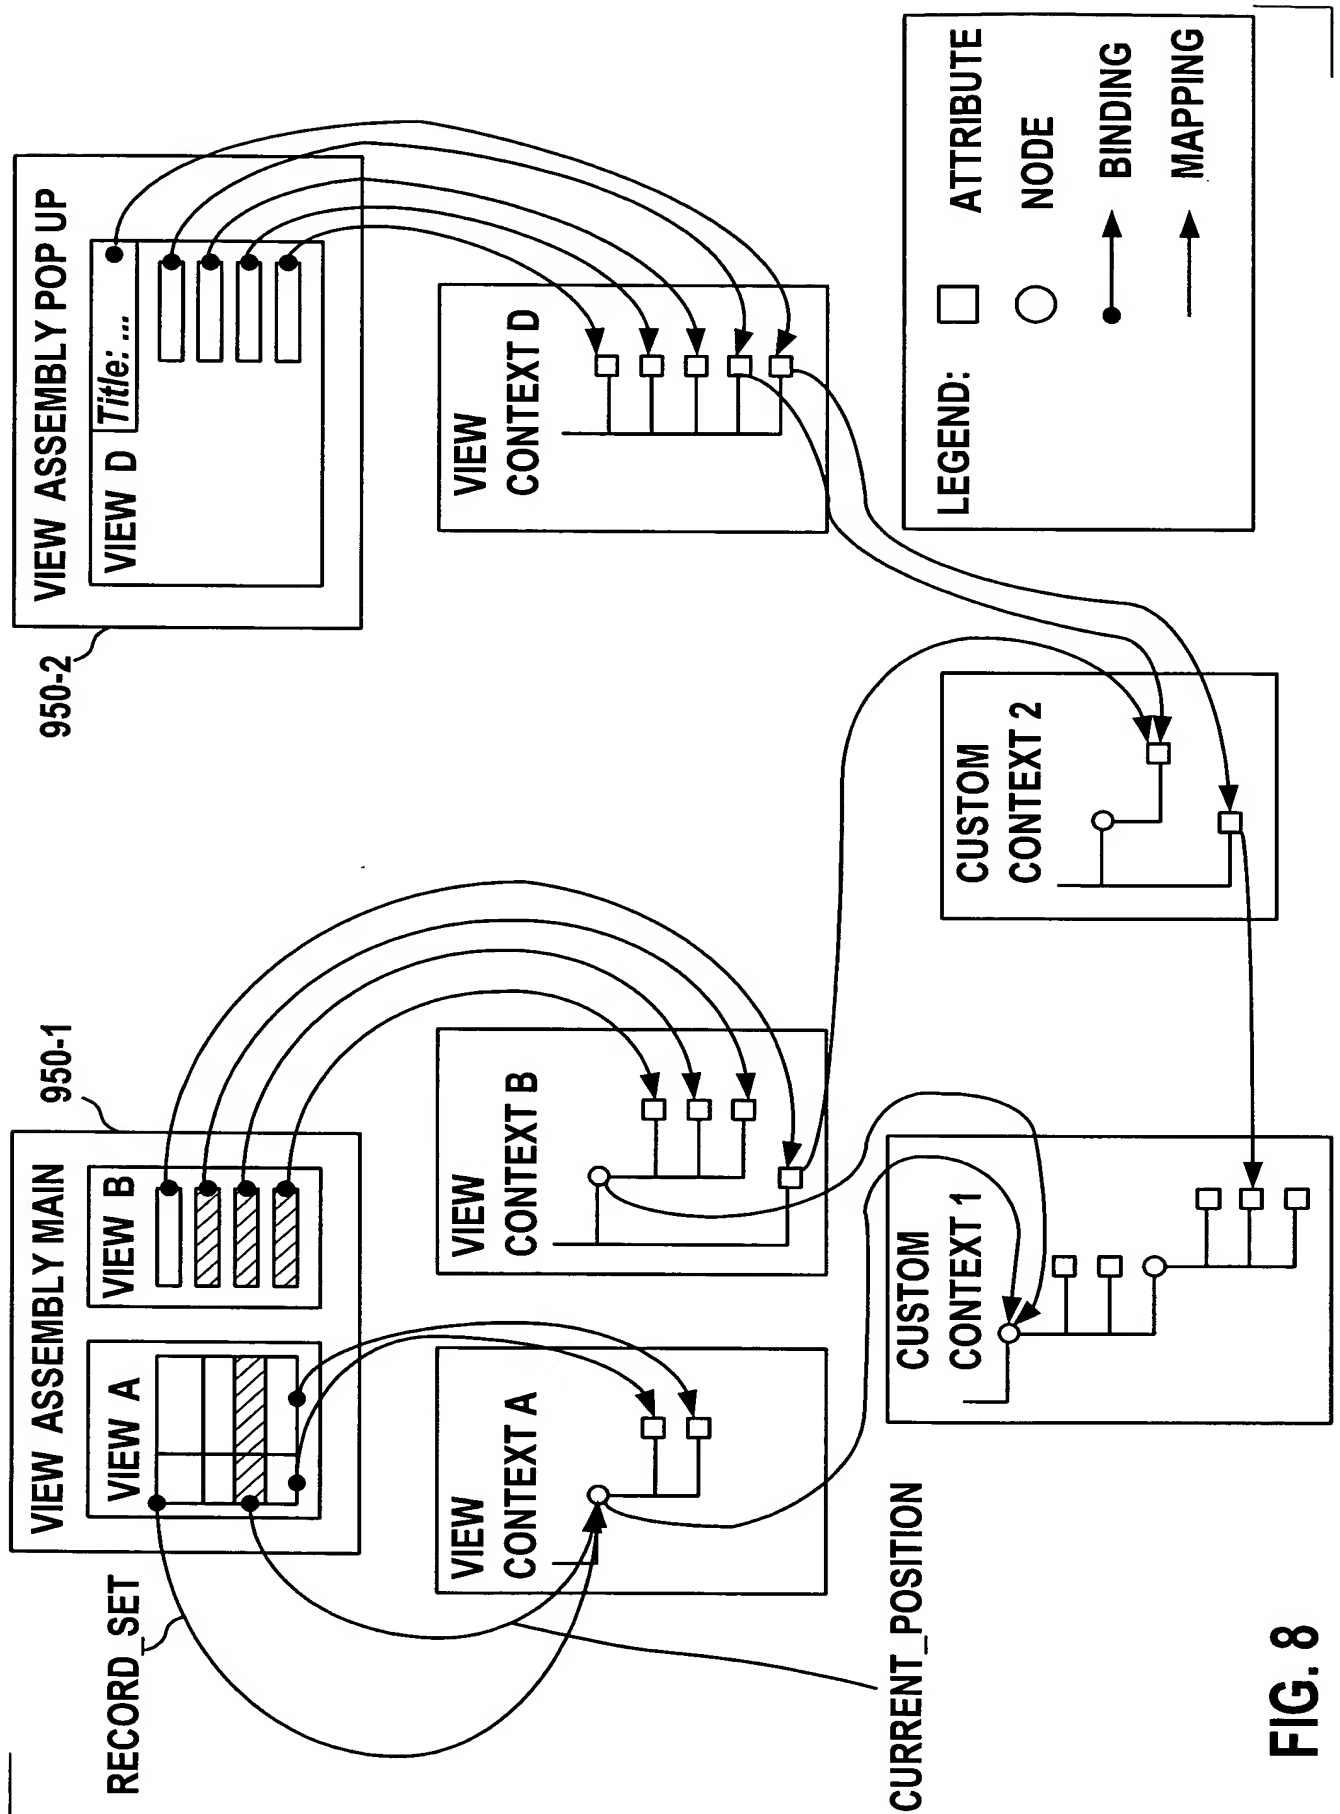 VIEW ASSEMBLY MAIN
950-1
VIEW A
VIEW B
RECORD_SET
VIEW ASSEMBLY POP UP
950-2
VIEW D
Title: ...
VIEW
CONTEXT A
VIEW
CONTEXT B
VIEW
CONTEXT D
CURRENT_POSITION
CUSTOM
CONTEXT 1
CUSTOM
CONTEXT 2
LEGEND:
ATTRIBUTE
NODE
BINDING
MAPPING
FIG. 8